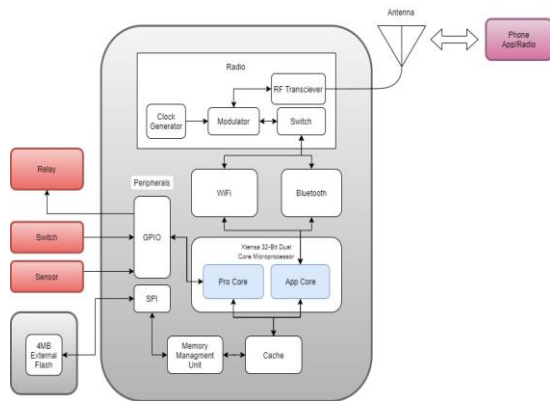 Antenna
Phone
App/Radio
Radio
RF Transciever
Clock
Generator
Modulator
Switch
Relay
Peripherals
WiFi
Bluetooth
Switch
GPIO
Xtensa 32-Bit Dual
Core Microprocessor
Sensor
Pro Core
App Core
SPI
4MB
External
Flash
Memory
Managment
Unit
Cache